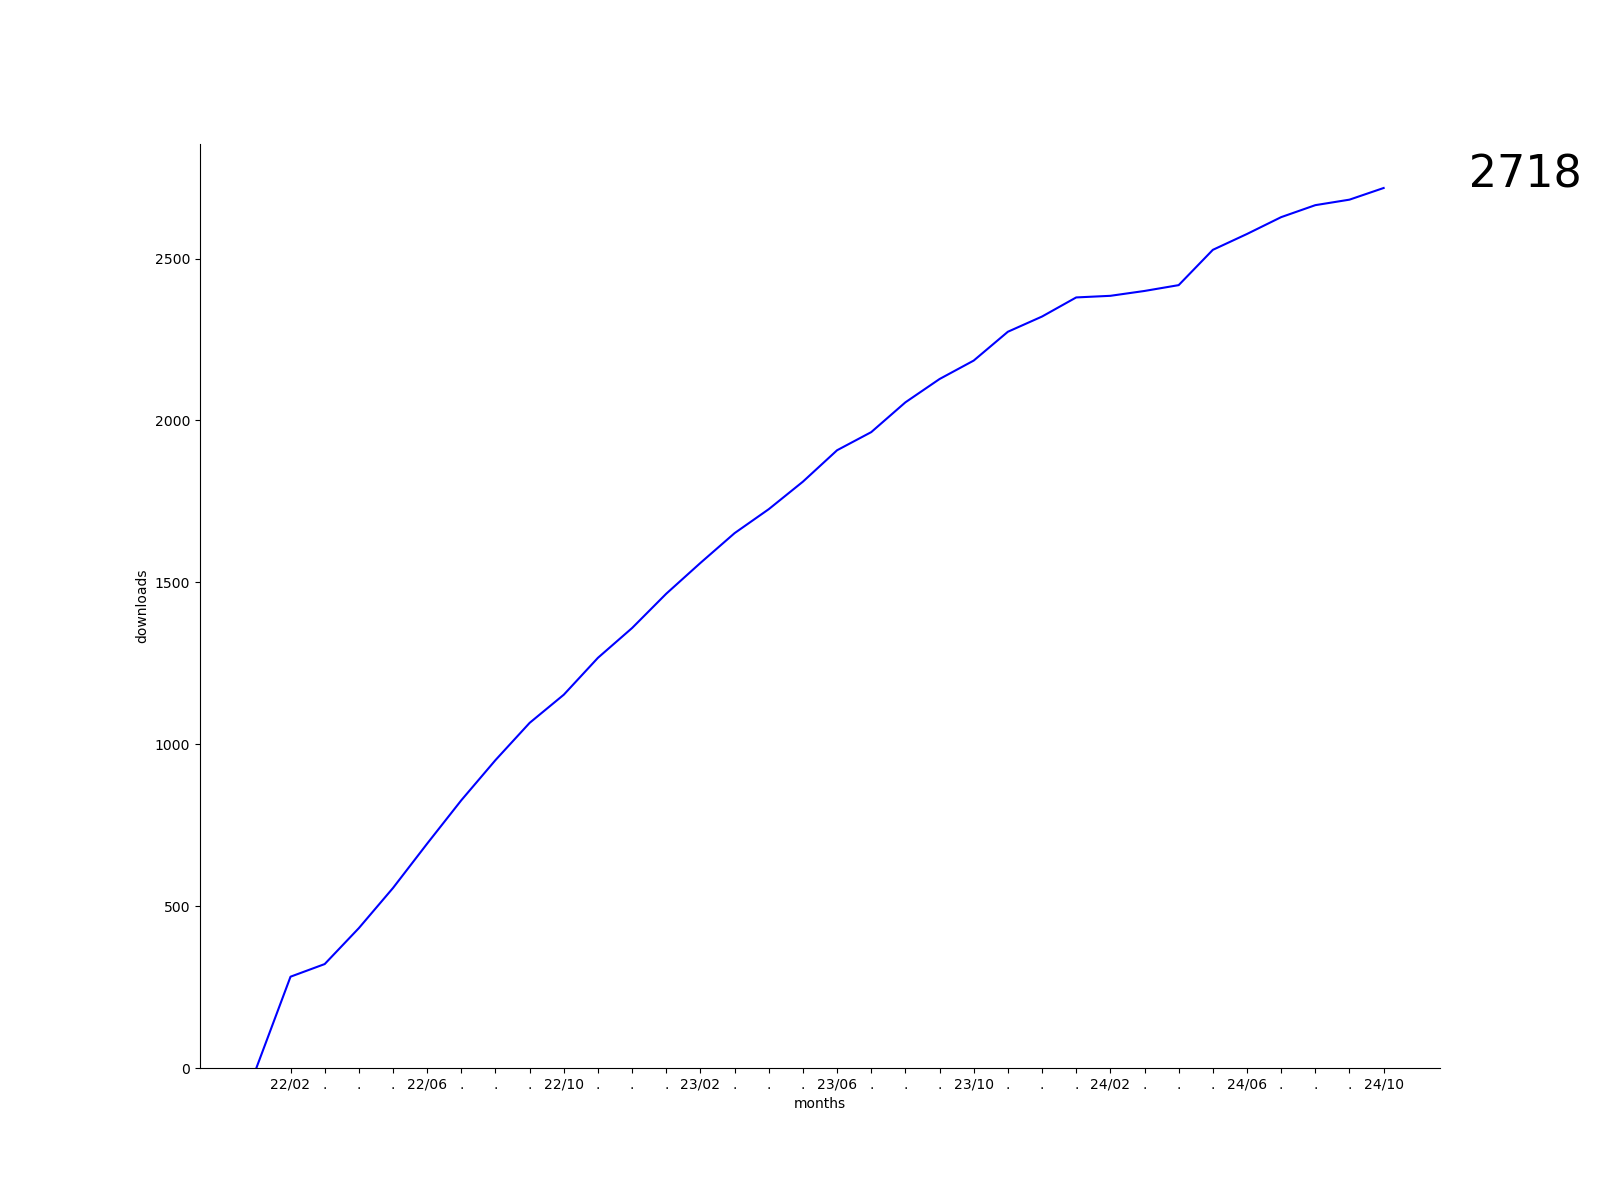 2718
2500
2000
1500
1000
500
0
downloads
22/02 . . . 22/06 . . . 22/10 . . . 23/02 . . . 23/06 . . . 23/10 . . . 24/02 . . . 24/06 . . . 24/10
months